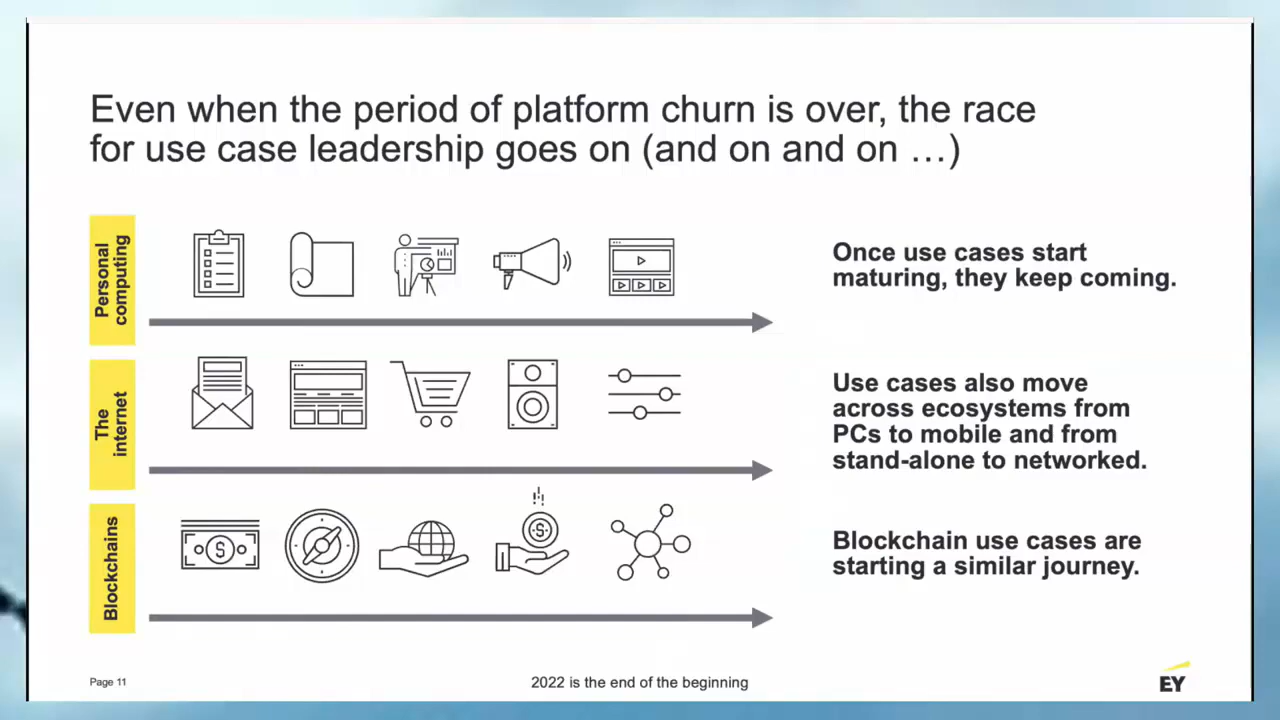 Even when the period of platform churn is over, the race
for use case leadership goes on (and on and on …)
Personal
computing
Once use cases start
maturing, they keep coming.
The
internet
Use cases also move
across ecosystems from
PCs to mobile and from
stand-alone to networked.
Blockchains
Blockchain use cases are
starting a similar journey.
Page 11
2022 is the end of the beginning
EY